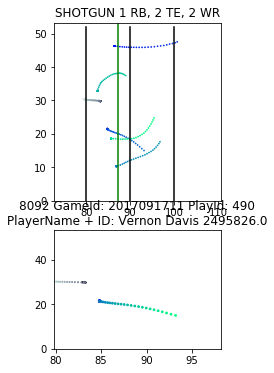 SHOTGUN 1 RB, 2 TE, 2 WR
50
40
30
20
10
0
80 90 100 110
8092 GameId: 2017091711 PlayId: 490
PlayerName + ID: Vernon Davis 2495826.0
40
20
0
80 85 90 95